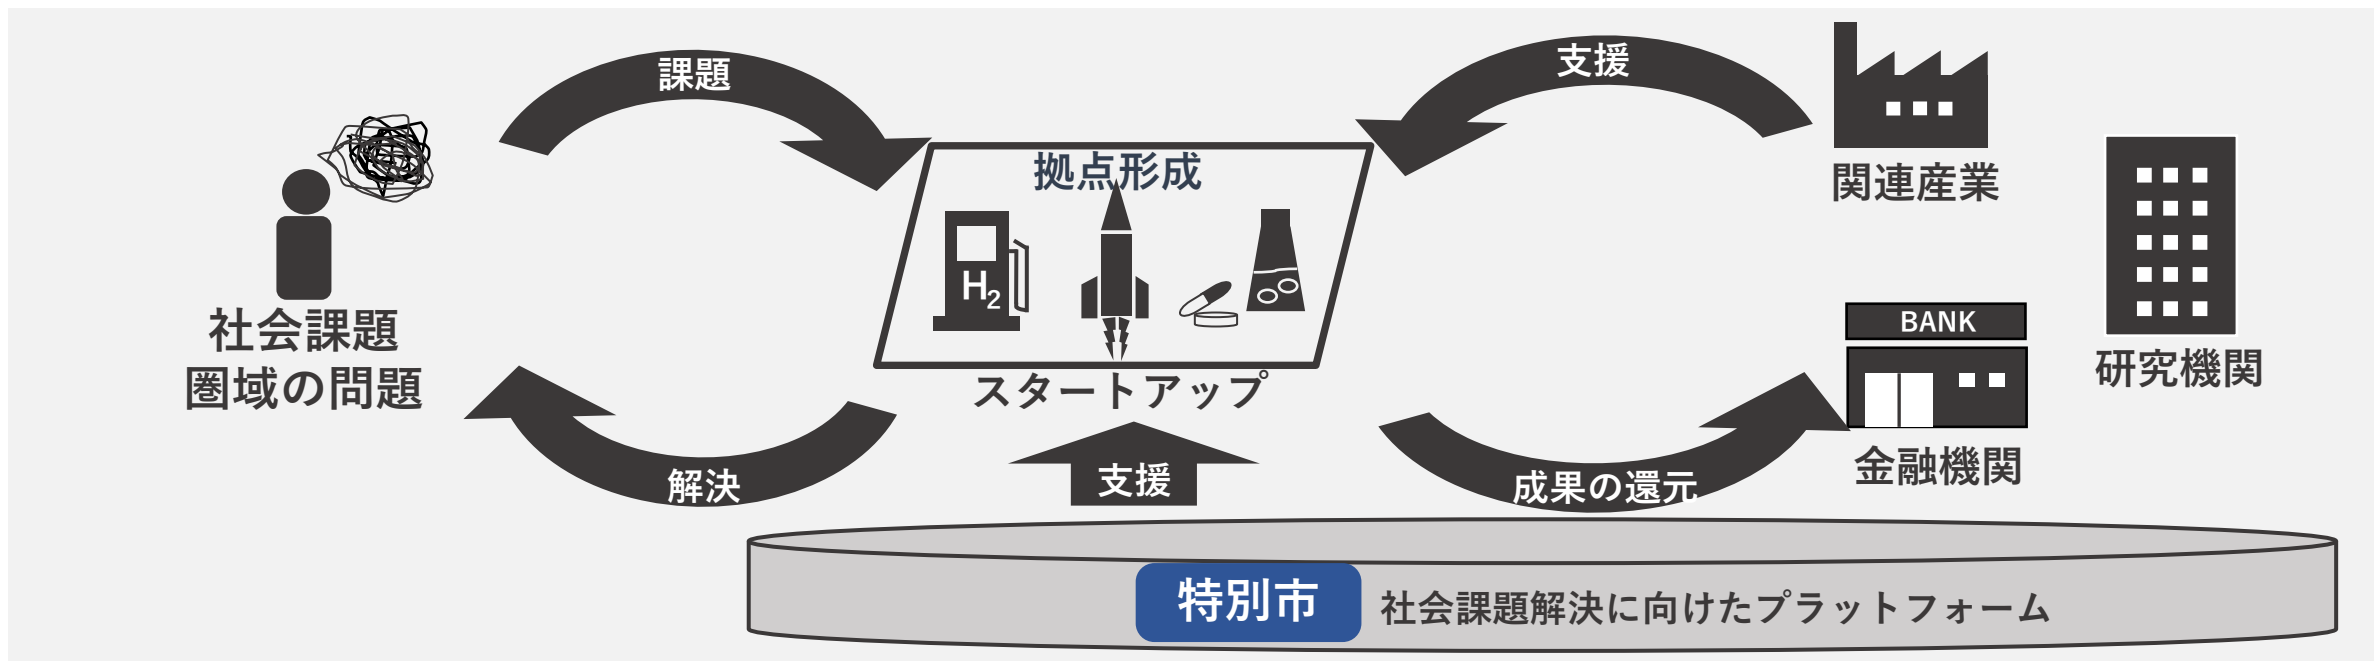 課題
支援
拠点形成
H2
関連産業
社会課題
圏域の問題
BANK
研究機関
スタートアップ
金融機関
解決
支援
成果の還元
特別市
社会課題解決に向けたプラットフォーム